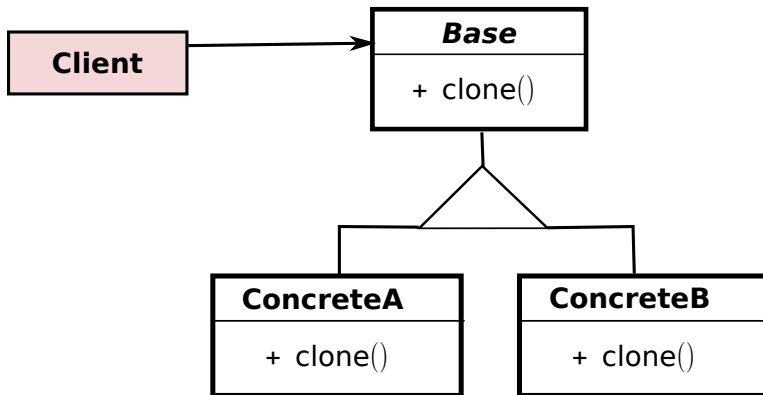 Base
Client
+ clone()
ConcreteA
ConcreteB
+ clone()
+ clone()